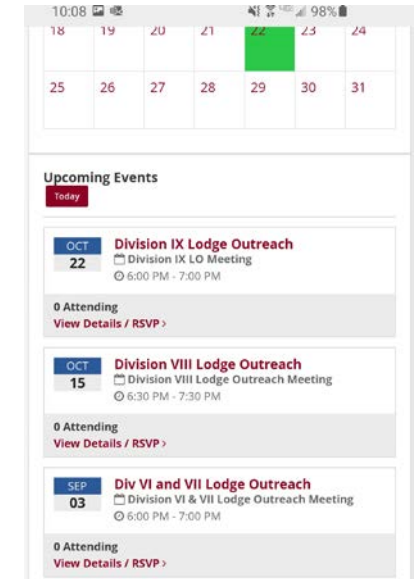 10:08 98%
18 19 20 21 22 23 24
25 26 27 28 29 30 31
Upcoming Events
Today
OCT
22
Division IX Lodge Outreach
Division IX LO Meeting
6:00 PM - 7:00 PM
0 Attending
View Details / RSVP >
OCT
15
Division VIII Lodge Outreach
Division VIII Lodge Outreach Meeting
6:30 PM - 7:30 PM
0 Attending
View Details / RSVP >
SEP
03
Div VI and VII Lodge Outreach
Division VI & VII Lodge Outreach Meeting
6:00 PM - 7:00 PM
0 Attending
View Details / RSVP >